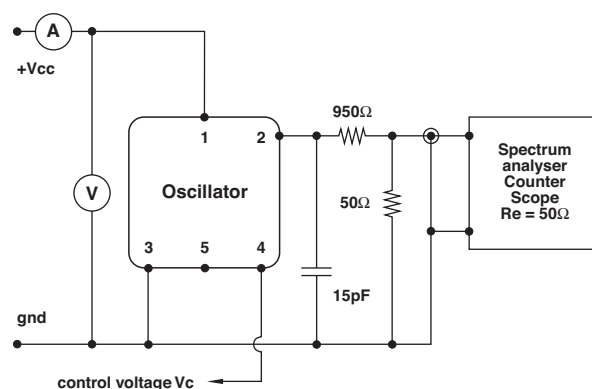 A
+Vcc
950Ω
1
2
Spectrum
analyser
Counter
Scope
Re = 50Ω
V
Oscillator
50Ω
3
5
4
15pF
gnd
control voltage Vc